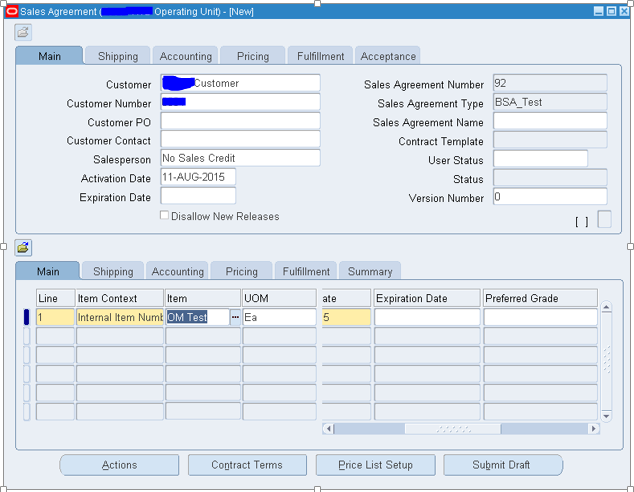 Sales Agreement ( Operating Unit) - [New]
Main Shipping Accounting Pricing Fulfillment Acceptance
Customer Customer
Customer Number
Customer PO
Customer Contact
Salesperson No Sales Credit
Activation Date 11-AUG-2015
Expiration Date
Disallow New Releases
Sales Agreement Number 92
Sales Agreement Type BSA_Test
Sales Agreement Name
Contract Template
User Status
Status
Version Number 0
[ ]
Main Shipping Accounting Pricing Fulfillment Summary
Line Item Context Item UOM ate Expiration Date Preferred Grade
1 Internal Item Numb OM Test ... Ea 5
Actions Contract Terms Price List Setup Submit Draft